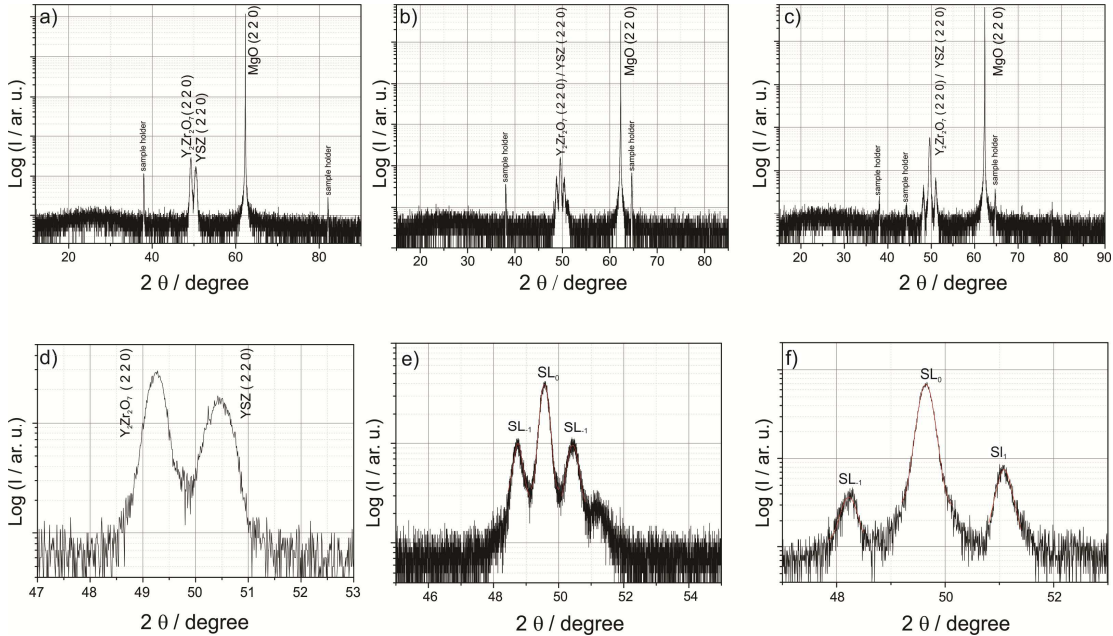 a)
Log (I / ar. u.)
sample holder
Y₂Zr₂O₇ (2 2 0)
YSZ (2 2 0)
MgO (2 2 0)
sample holder
20 40 60 80
2 θ / degree
b)
Log (I / ar. u.)
sample holder
Y₂Zr₂O₇ (2 2 0) / YSZ (2 2 0)
MgO (2 2 0)
sample holder
20 30 40 50 60 70 80
2 θ / degree
c)
Log (I / ar. u.)
sample holder
sample holder
Y₂Zr₂O₇ (2 2 0) / YSZ (2 2 0)
MgO (2 2 0)
sample holder
20 30 40 50 60 70 80 90
2 θ / degree
d)
Log (I / ar. u.)
Y₂Zr₂O₇ (2 2 0)
YSZ (2 2 0)
47 48 49 50 51 52 53
2 θ / degree
e)
Log (I / ar. u.)
SL₋₁
SL₀
SL₋₁
46 48 50 52 54
2 θ / degree
f)
Log (I / ar. u.)
SL₋₁
SL₀
Sl₁
48 50 52
2 θ / degree